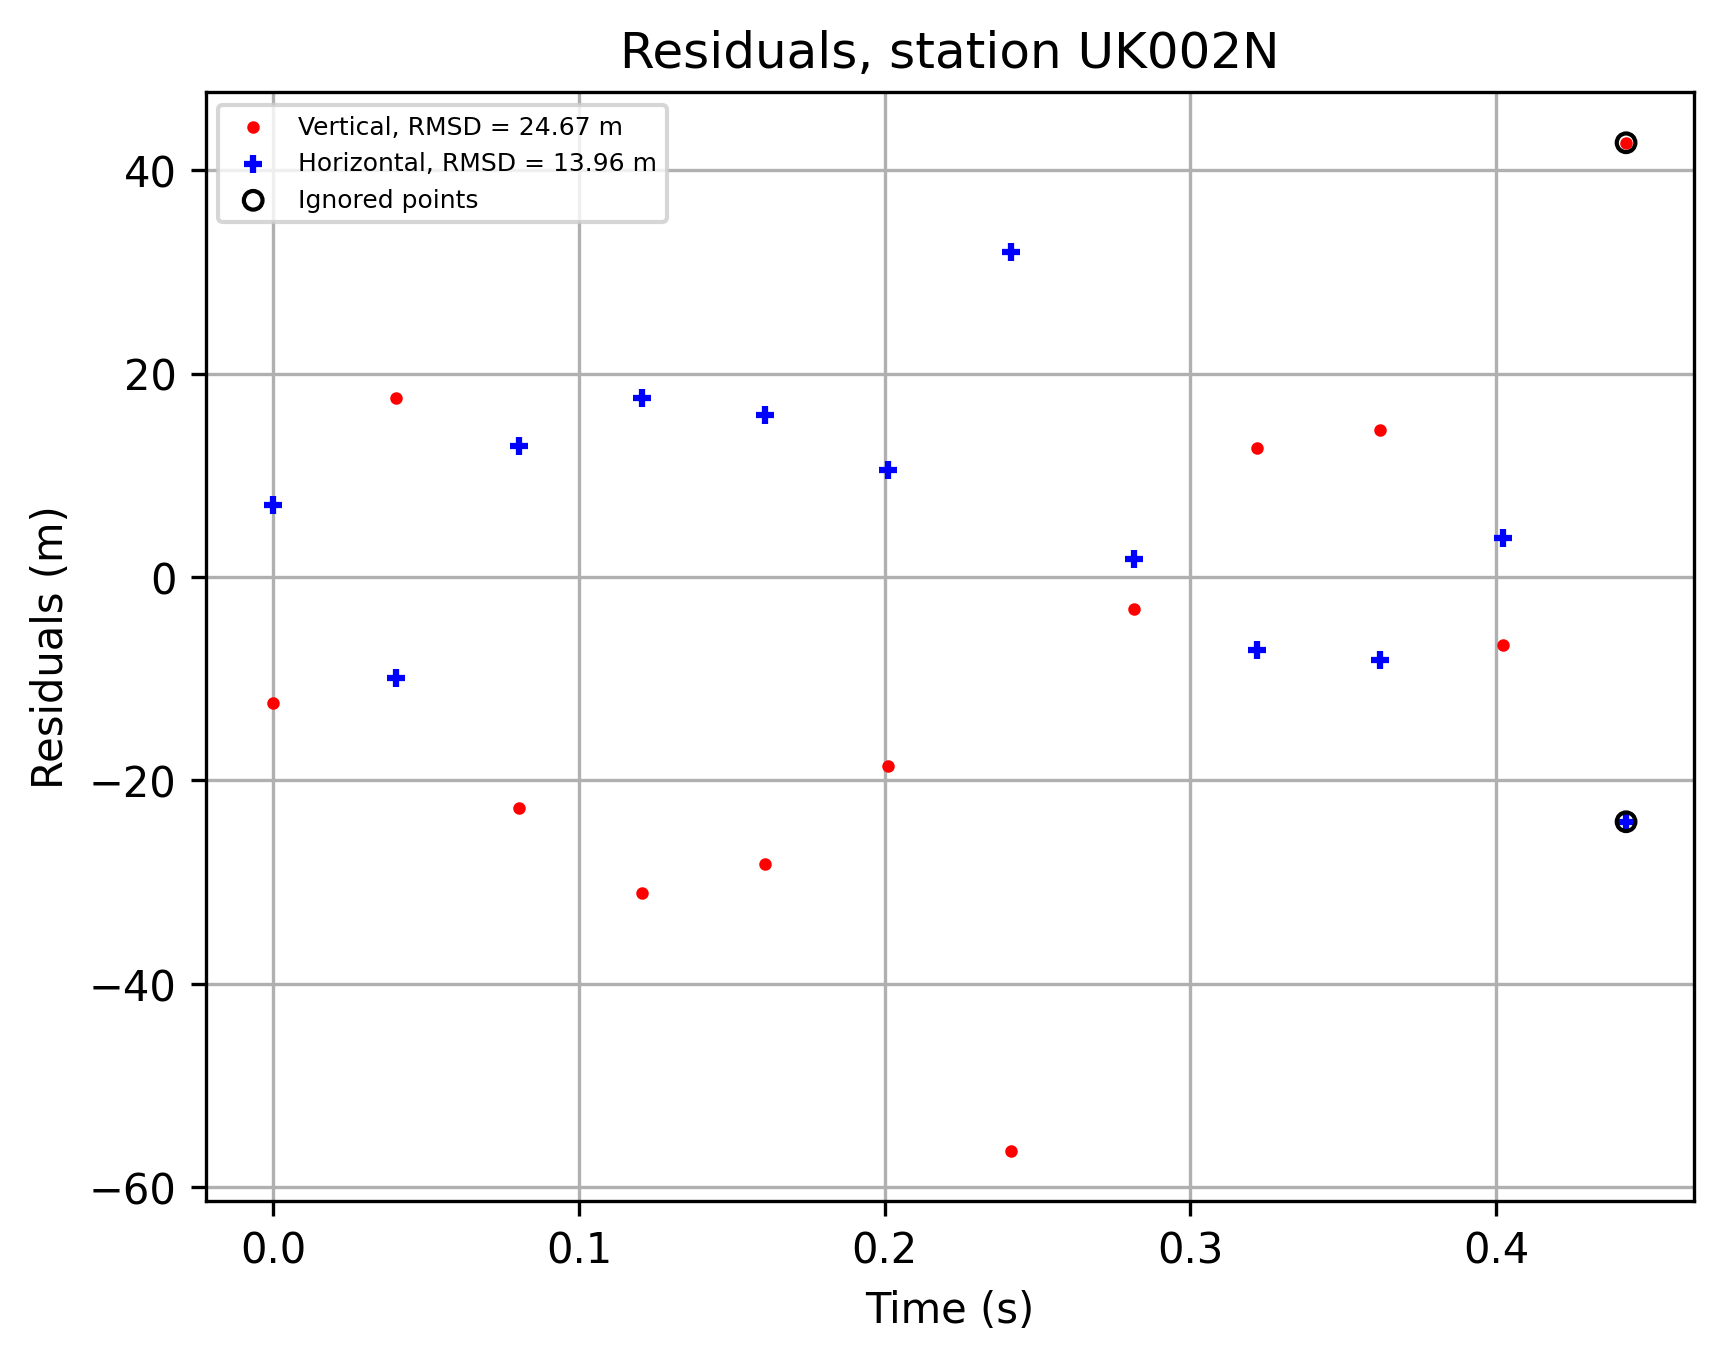 Residuals, station UK002N
Vertical, RMSD = 24.67 m
Horizontal, RMSD = 13.96 m
Ignored points
40
20
0
−20
−40
−60
Residuals (m)
0.0 0.1 0.2 0.3 0.4
Time (s)